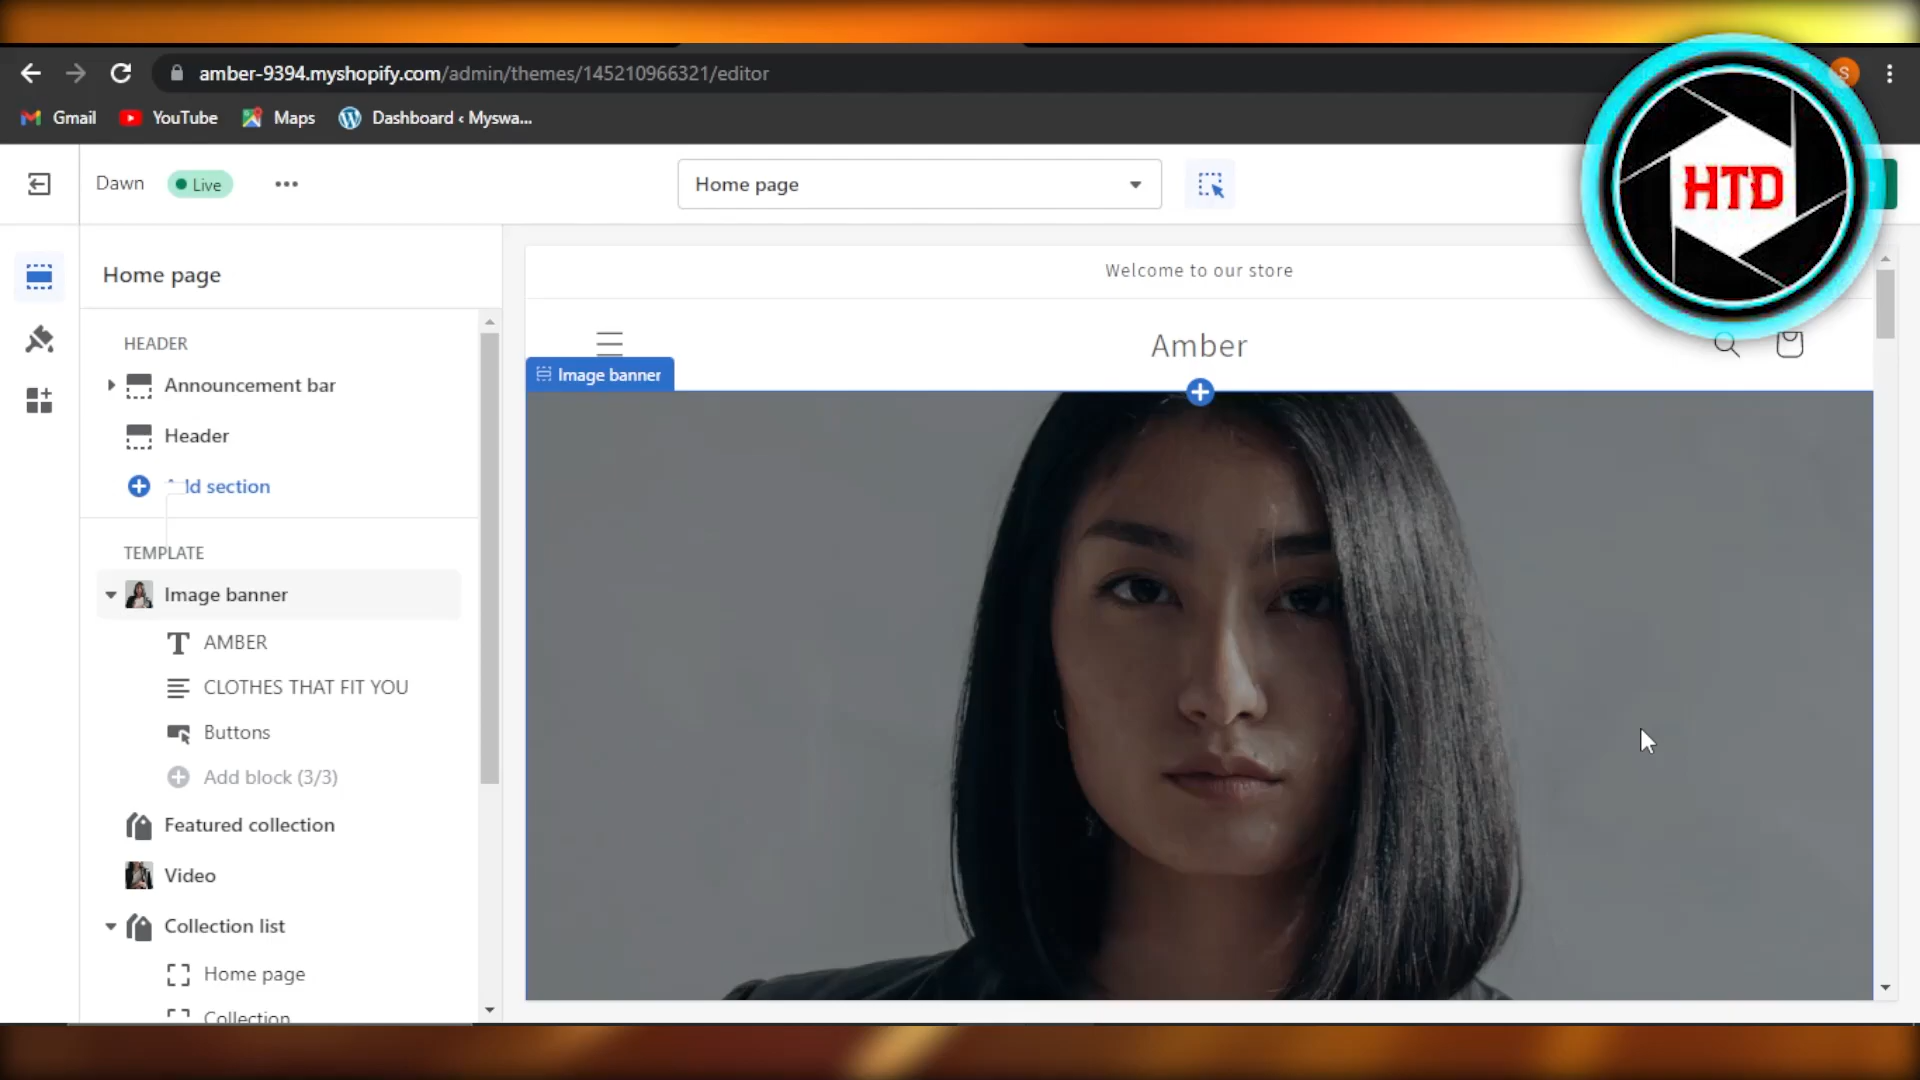 amber-9394.myshopify.com/admin/themes/145210966321/editor
S
Gmail YouTube Maps Dashboard ‹ Myswa...
HTD
Dawn Live Home page
Home page
HEADER
Announcement bar
Header
section
TEMPLATE
Image banner
AMBER
CLOTHES THAT FIT YOU
Buttons
Add block (3/3)
Featured collection
Video
Collection list
Home page
Collection
Welcome to our store
Amber
Image banner